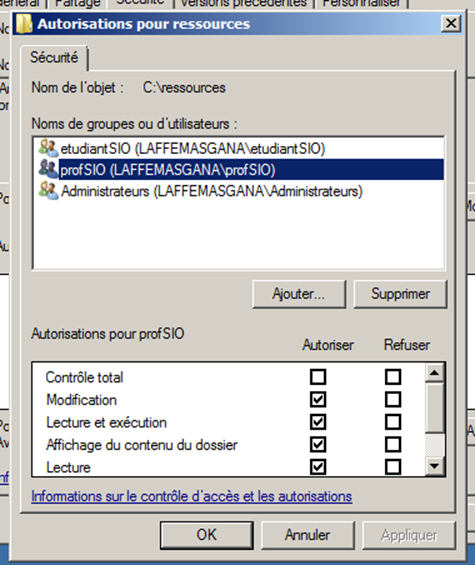 Général Partage Sécurité Versions précédentes Personnaliser
Autorisations pour ressources
Sécurité
Nom de l'objet : C:\ressources
Noms de groupes ou d'utilisateurs :
etudiantSIO (LAFFEMASGANA\etudiantSIO)
profSIO (LAFFEMASGANA\profSIO)
Administrateurs (LAFFEMASGANA\Administrateurs)
Ajouter... Supprimer
Autorisations pour profSIO Autoriser Refuser
Contrôle total
Modification
Lecture et exécution
Affichage du contenu du dossier
Lecture
Informations sur le contrôle d'accès et les autorisations
OK Annuler Appliquer